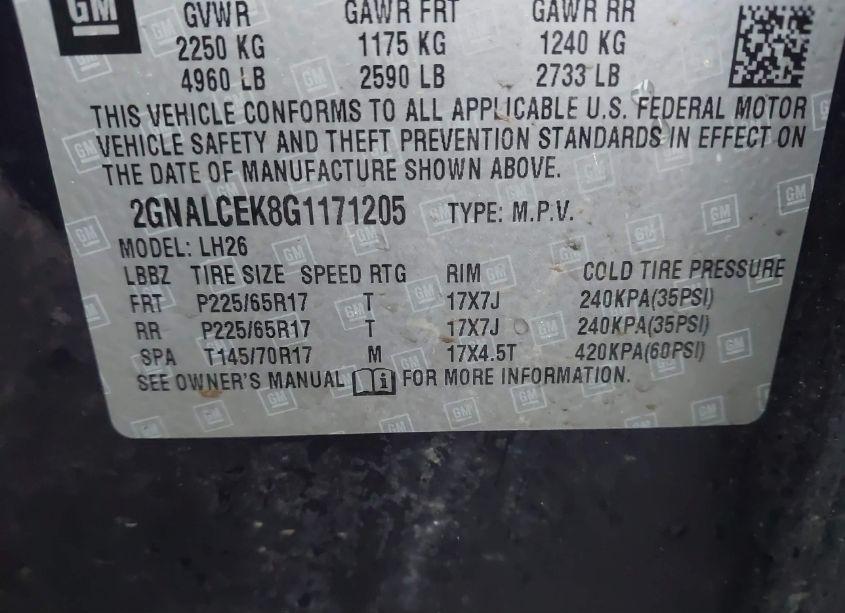 GM
GVWR GAWR FRT GAWR RR
2250 KG 1175 KG 1240 KG
4960 LB 2590 LB 2733 LB
THIS VEHICLE CONFORMS TO ALL APPLICABLE U.S. FEDERAL MOTOR
VEHICLE SAFETY AND THEFT PREVENTION STANDARDS IN EFFECT ON
THE DATE OF MANUFACTURE SHOWN ABOVE.
2GNALCEK8G1171205 TYPE: M.P.V.
MODEL: LH26
LBBZ TIRE SIZE SPEED RTG RIM COLD TIRE PRESSURE
FRT P225/65R17 T 17X7J 240KPA(35PSI)
RR P225/65R17 T 17X7J 240KPA(35PSI)
SPA T145/70R17 M 17X4.5T 420KPA(60PSI)
SEE OWNER'S MANUAL FOR MORE INFORMATION.